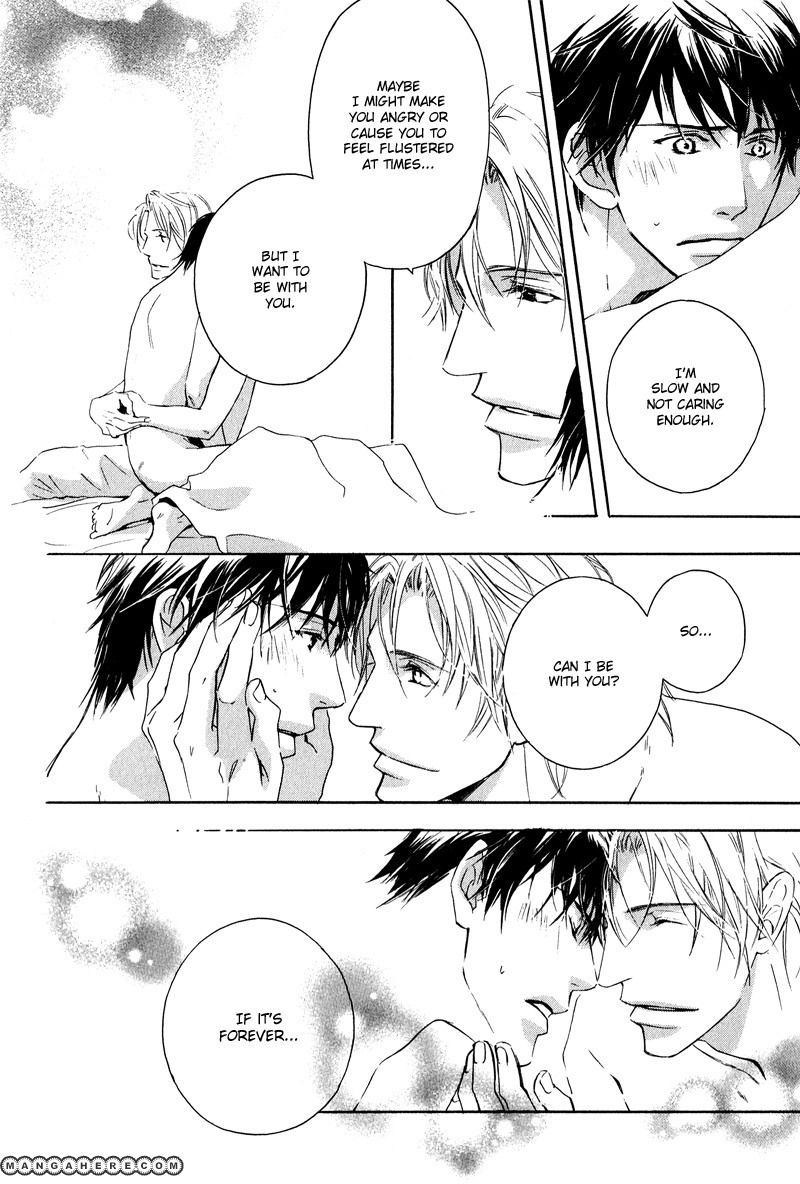 I'M
SLOW AND
NOT CARING
ENOUGH.
MAYBE
I MIGHT MAKE
YOU ANGRY OR
CAUSE YOU TO
FEEL FLUSTERED
AT TIMES...
BUT I
WANT TO
BE WITH
YOU.
SO...
CAN I BE
WITH YOU?
IF IT'S
FOREVER...
MANGAHERE.COM